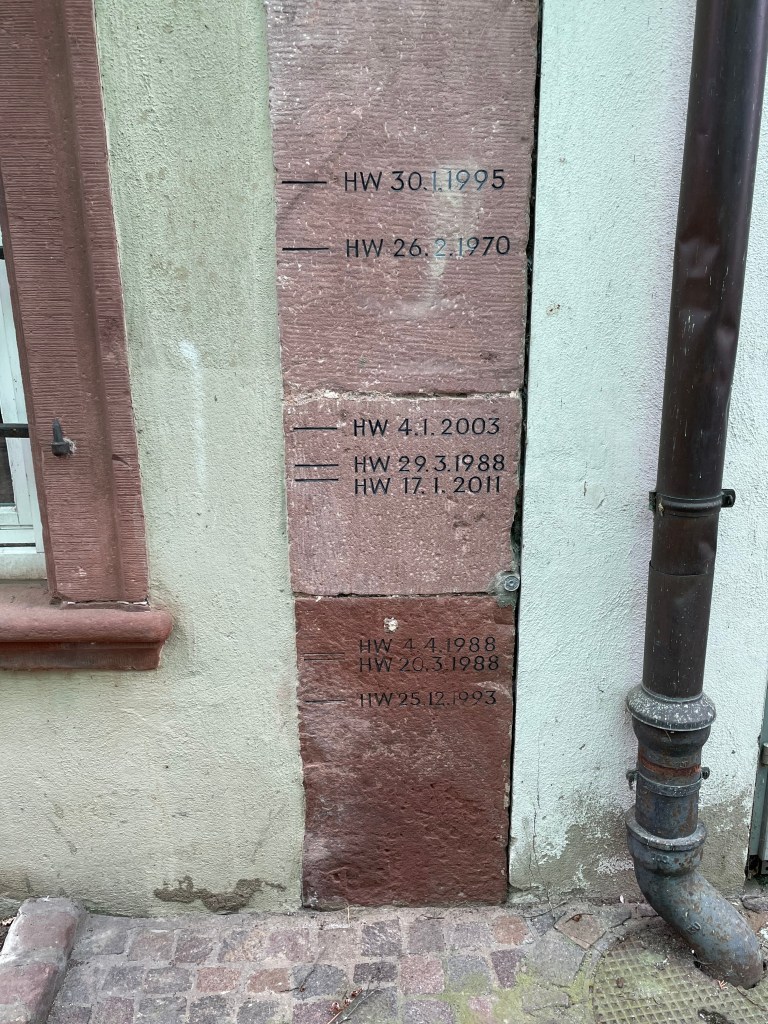 HW 30.1.1995
HW 26.2.1970
HW 4.1.2003
HW 29.3.1988
HW 17.1.2011
HW 4.4.1988
HW 20.3.1988
HW 25.12.1993